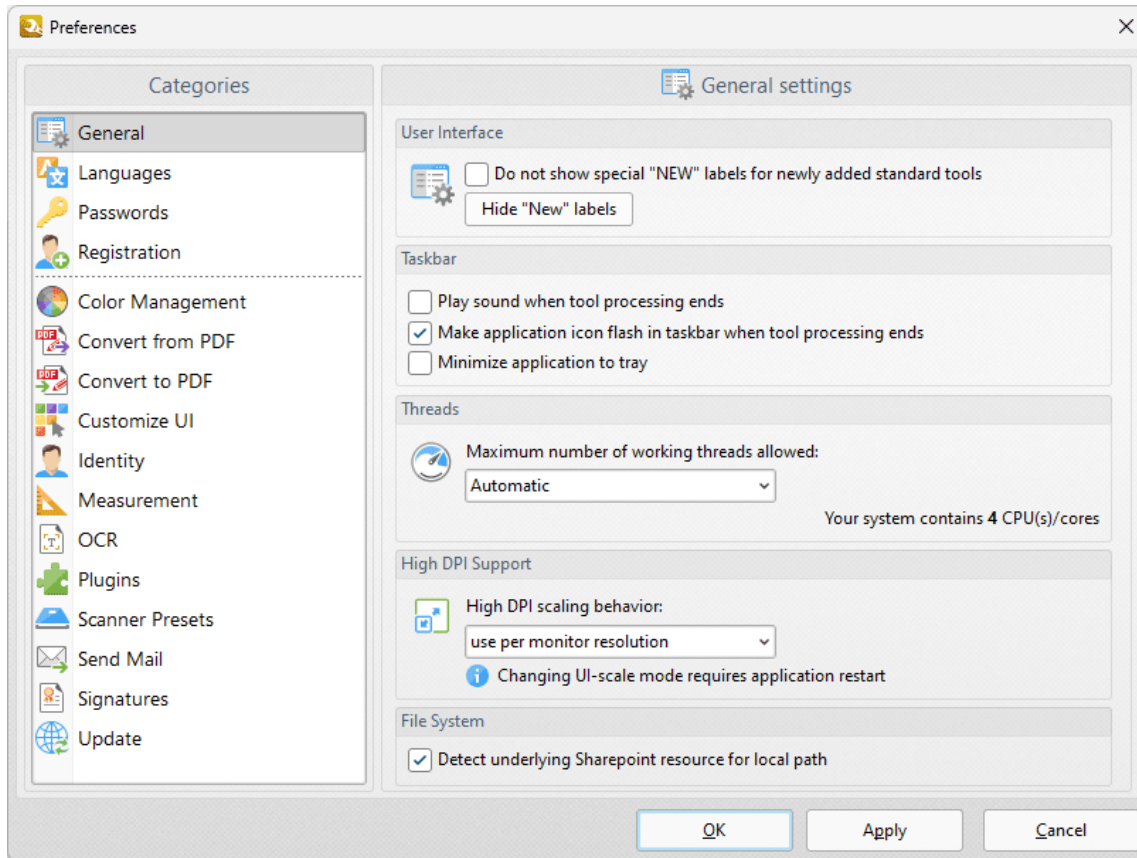 Preferences
Categories
General
Languages
Passwords
Registration
Color Management
Convert from PDF
Convert to PDF
Customize UI
Identity
Measurement
OCR
Plugins
Scanner Presets
Send Mail
Signatures
Update
General settings
User Interface
Do not show special "NEW" labels for newly added standard tools
Hide "New" labels
Taskbar
Play sound when tool processing ends
Make application icon flash in taskbar when tool processing ends
Minimize application to tray
Threads
Maximum number of working threads allowed:
Automatic
Your system contains 4 CPU(s)/cores
High DPI Support
High DPI scaling behavior:
use per monitor resolution
Changing UI-scale mode requires application restart
File System
Detect underlying Sharepoint resource for local path
OK
Apply
Cancel